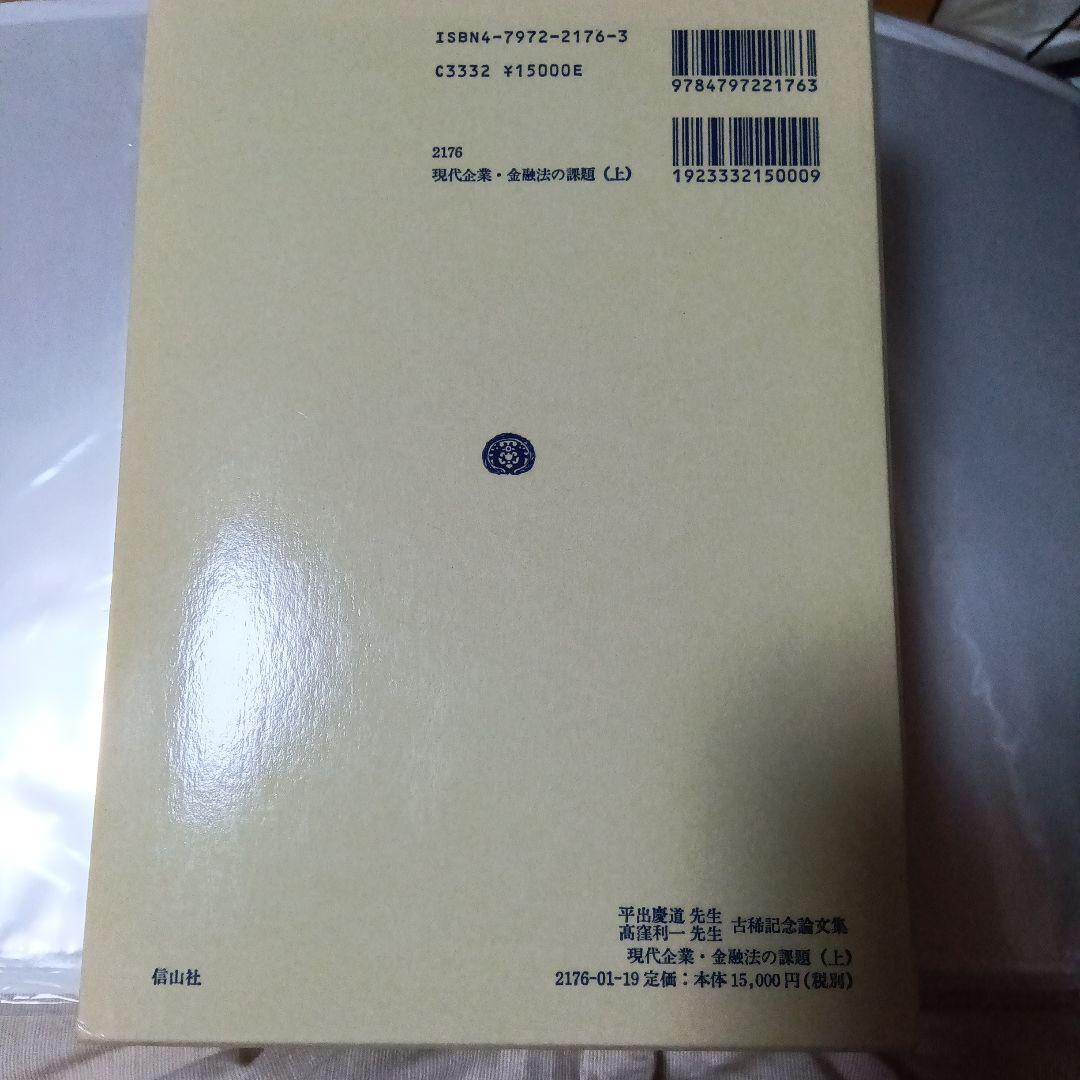 ISBN4-7972-2176-3
C3332 ¥15000E
9784797221763
2176
現代企業・金融法の課題（上）
1923332150009
平出慶道 先生
髙窪利一 先生
古稀記念論文集
現代企業・金融法の課題（上）
信山社
2176-01-19 定価：本体 15,000円（税別）